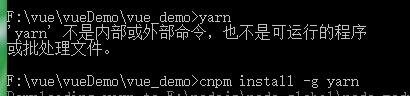 F:\vue\vueDemo\vue_demo>yarn
'yarn' 不是内部或外部命令，也不是可运行的程序
或批处理文件。
F:\vue\vueDemo\vue_demo>cnpm install -g yarn